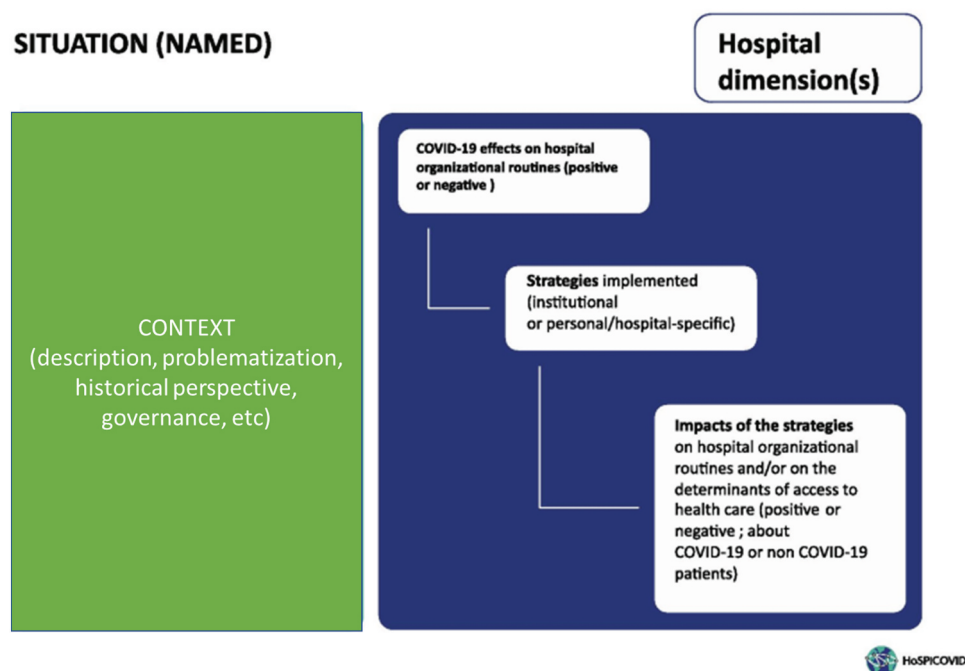 SITUATION (NAMED)
Hospital
dimension(s)
CONTEXT
(description, problematization,
historical perspective,
governance, etc)
COVID-19 effects on hospital
organizational routines (positive
or negative )
Strategies implemented
(institutional
or personal/hospital-specific)
Impacts of the strategies
on hospital organizational
routines and/or on the
determinants of access to
health care (positive or
negative ; about
COVID-19 or non COVID-19
patients)
HoSPICOVID